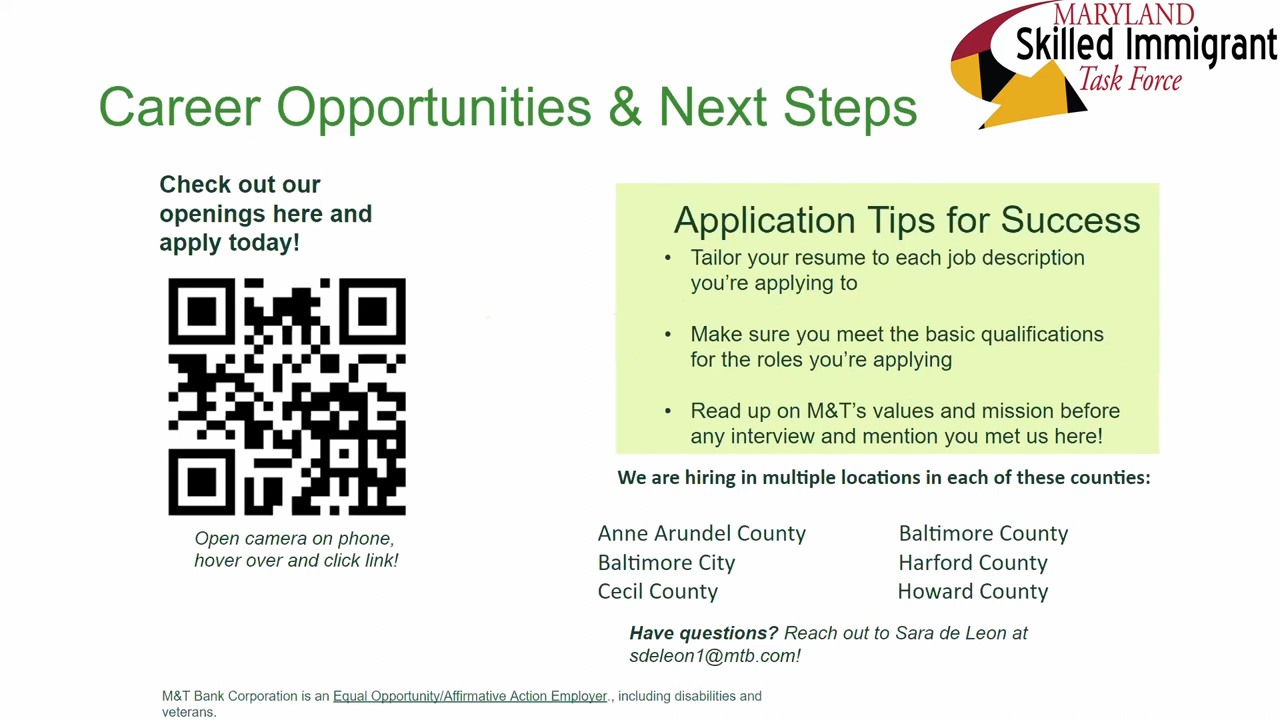 MARYLAND
Skilled Immigrant
Task Force
Career Opportunities & Next Steps
Check out our
openings here and
apply today!
Open camera on phone,
hover over and click link!
Application Tips for Success
• Tailor your resume to each job description
you’re applying to
• Make sure you meet the basic qualifications
for the roles you’re applying
• Read up on M&T’s values and mission before
any interview and mention you met us here!
We are hiring in multiple locations in each of these counties:
Anne Arundel County
Baltimore City
Cecil County
Baltimore County
Harford County
Howard County
Have questions? Reach out to Sara de Leon at
sdeleon1@mtb.com!
M&T Bank Corporation is an Equal Opportunity/Affirmative Action Employer., including disabilities and
veterans.